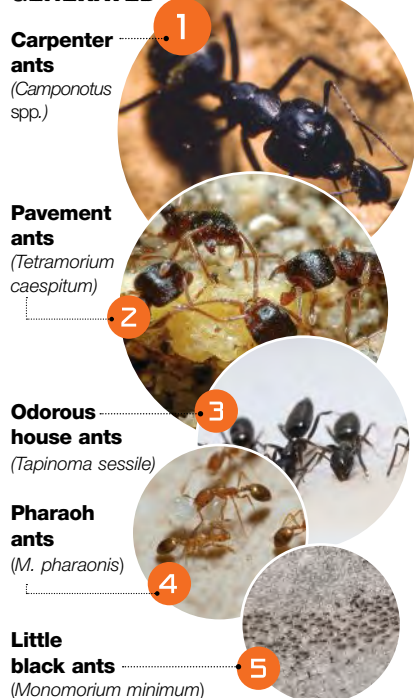 1
Carpenter
ants
(Camponotus
spp.)
Pavement
ants
(Tetramorium
caespitum)
2
3
Odorous
house ants
(Tapinoma sessile)
Pharaoh
ants
(M. pharaonis)
4
Little
black ants
5
(Monomorium minimum)